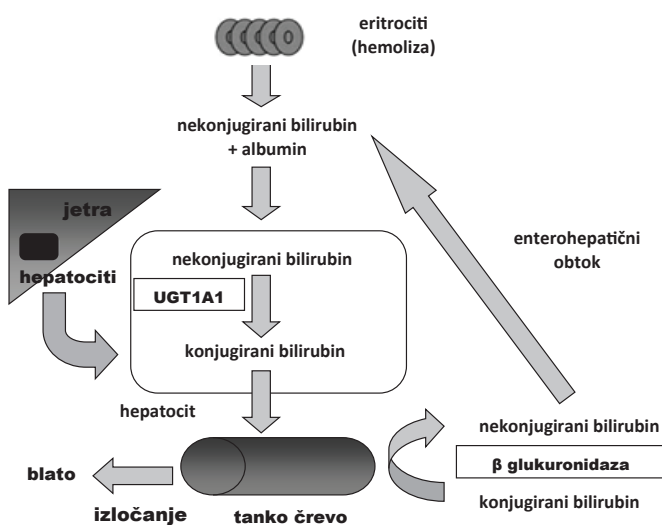 eritrociti
(hemoliza)
nekonjugirani bilirubin
+ albumin
jetra
hepatociti
enterohepatični
obtok
nekonjugirani bilirubin
UGT1A1
konjugirani bilirubin
hepatocit
nekonjugirani bilirubin
β glukuronidaza
konjugirani bilirubin
blato
izločanje
tanko črevo